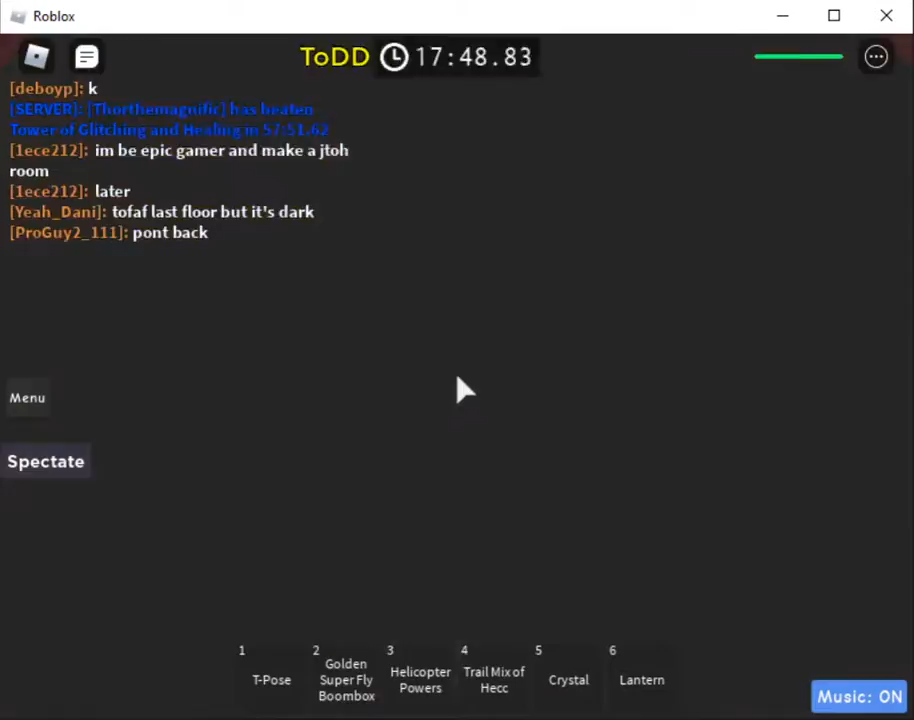 Roblox
ToDD 17:48.83
[deboyp]: k
[SERVER]: [Thorthemagnific] has beaten
Tower of Glitching and Healing in 57:51.62
[1ece212]: im be epic gamer and make a jtoh
room
[1ece212]: later
[Yeah_Dani]: tofaf last floor but it's dark
[ProGuy2_111]: pont back
Menu
Spectate
1 2 3 4 5 6
T-Pose
Golden
Super Fly
Boombox
Helicopter
Powers
Trail Mix of
Hecc
Crystal
Lantern
Music: ON